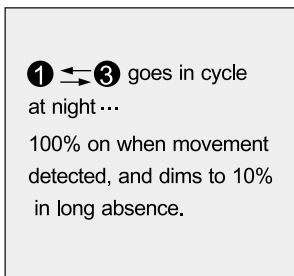 ❶ ⇌ ❸ goes in cycle
at night ···
100% on when movement
detected, and dims to 10%
in long absence.